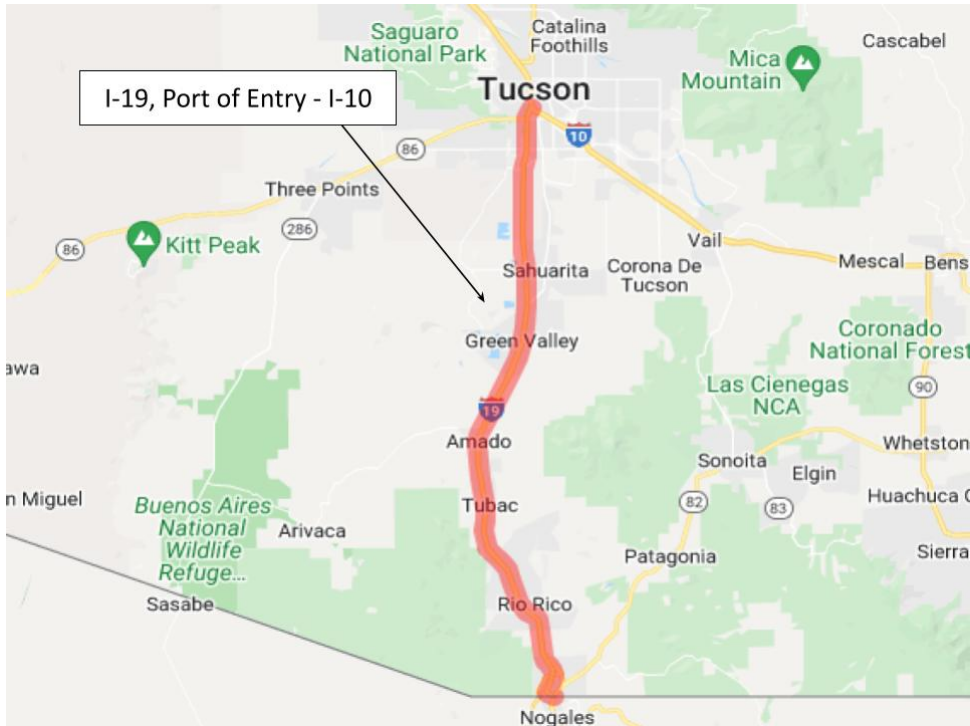 Catalina
Foothills
Saguaro
National Park
Cascabel
Mica
Mountain
I-19, Port of Entry - I-10
Tucson
10
86
Three Points
286
86
Kitt Peak
Vail
Mescal
Bens
Sahuarita
Corona De
Tucson
Green Valley
Coronado
National Forest
awa
90
Las Cienegas
NCA
19
Amado
Whetston
Sonoita
Elgin
n Miguel
Tubac
82
83
Huachuca C
Buenos Aires
National
Wildlife
Refuge...
Arivaca
Patagonia
Sierra
Sasabe
Rio Rico
Nogales